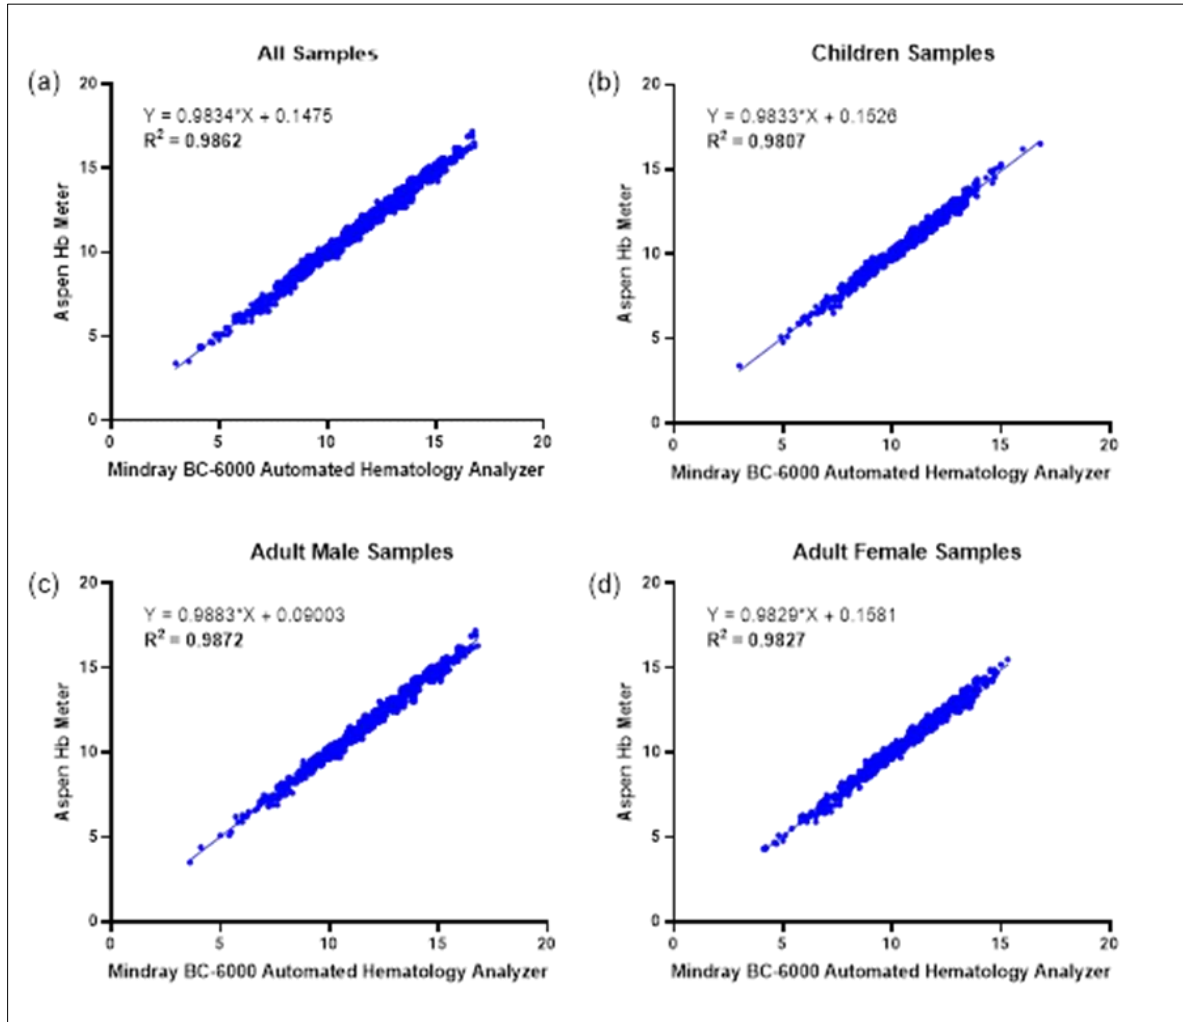 All Samples
(a)
Y = 0.9834*X + 0.1475
R² = 0.9862
Aspen Hb Meter
20
15
10
5
0
0 5 10 15 20
Mindray BC-6000 Automated Hematology Analyzer
Children Samples
(b)
Y = 0.9833*X + 0.1526
R² = 0.9807
Aspen Hb Meter
20
15
10
5
0
0 5 10 15 20
Mindray BC-6000 Automated Hematology Analyzer
Adult Male Samples
(c)
Y = 0.9883*X + 0.09003
R² = 0.9872
Aspen Hb Meter
20
15
10
5
0
0 5 10 15 20
Mindray BC-6000 Automated Hematology Analyzer
Adult Female Samples
(d)
Y = 0.9829*X + 0.1581
R² = 0.9827
Aspen Hb Meter
20
15
10
5
0
0 5 10 15 20
Mindray BC-6000 Automated Hematology Analyzer